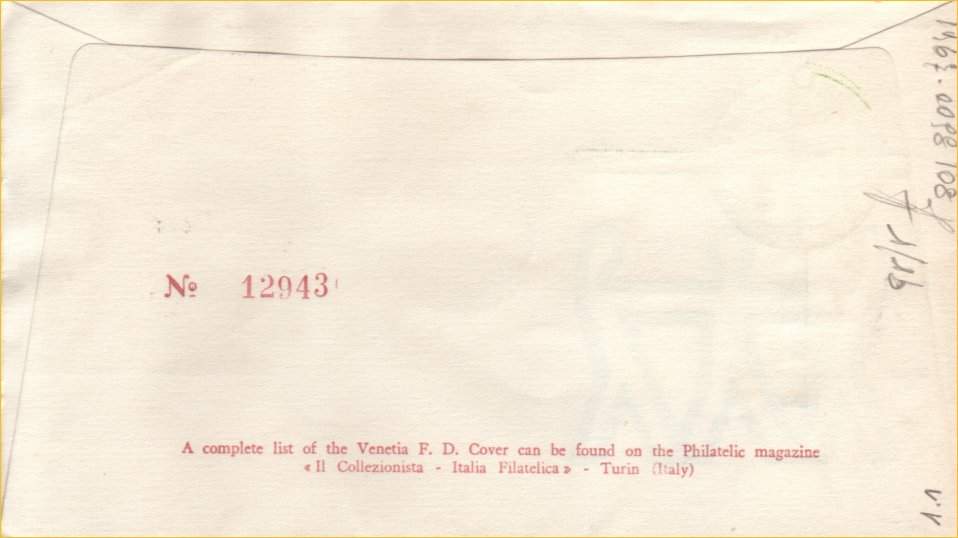 № 12943
A complete list of the Venetia F. D. Cover can be found on the Philatelic magazine
« Il Collezionista - Italia Filatelica » - Turin (Italy)